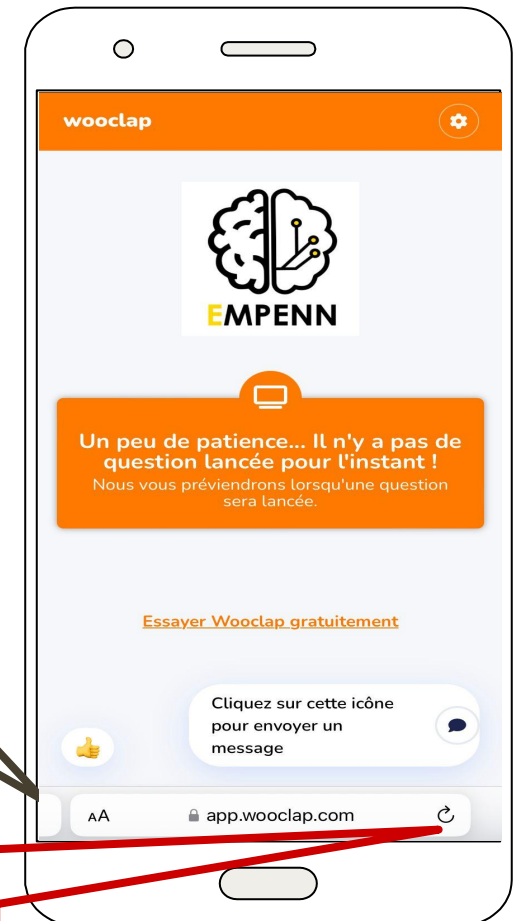 wooclap
EMPENN
Un peu de patience... Il n'y a pas de
question lancée pour l'instant !
Nous vous préviendrons lorsqu'une question
sera lancée.
Essayer Wooclap gratuitement
Cliquez sur cette icône
pour envoyer un
message
AA
app.wooclap.com